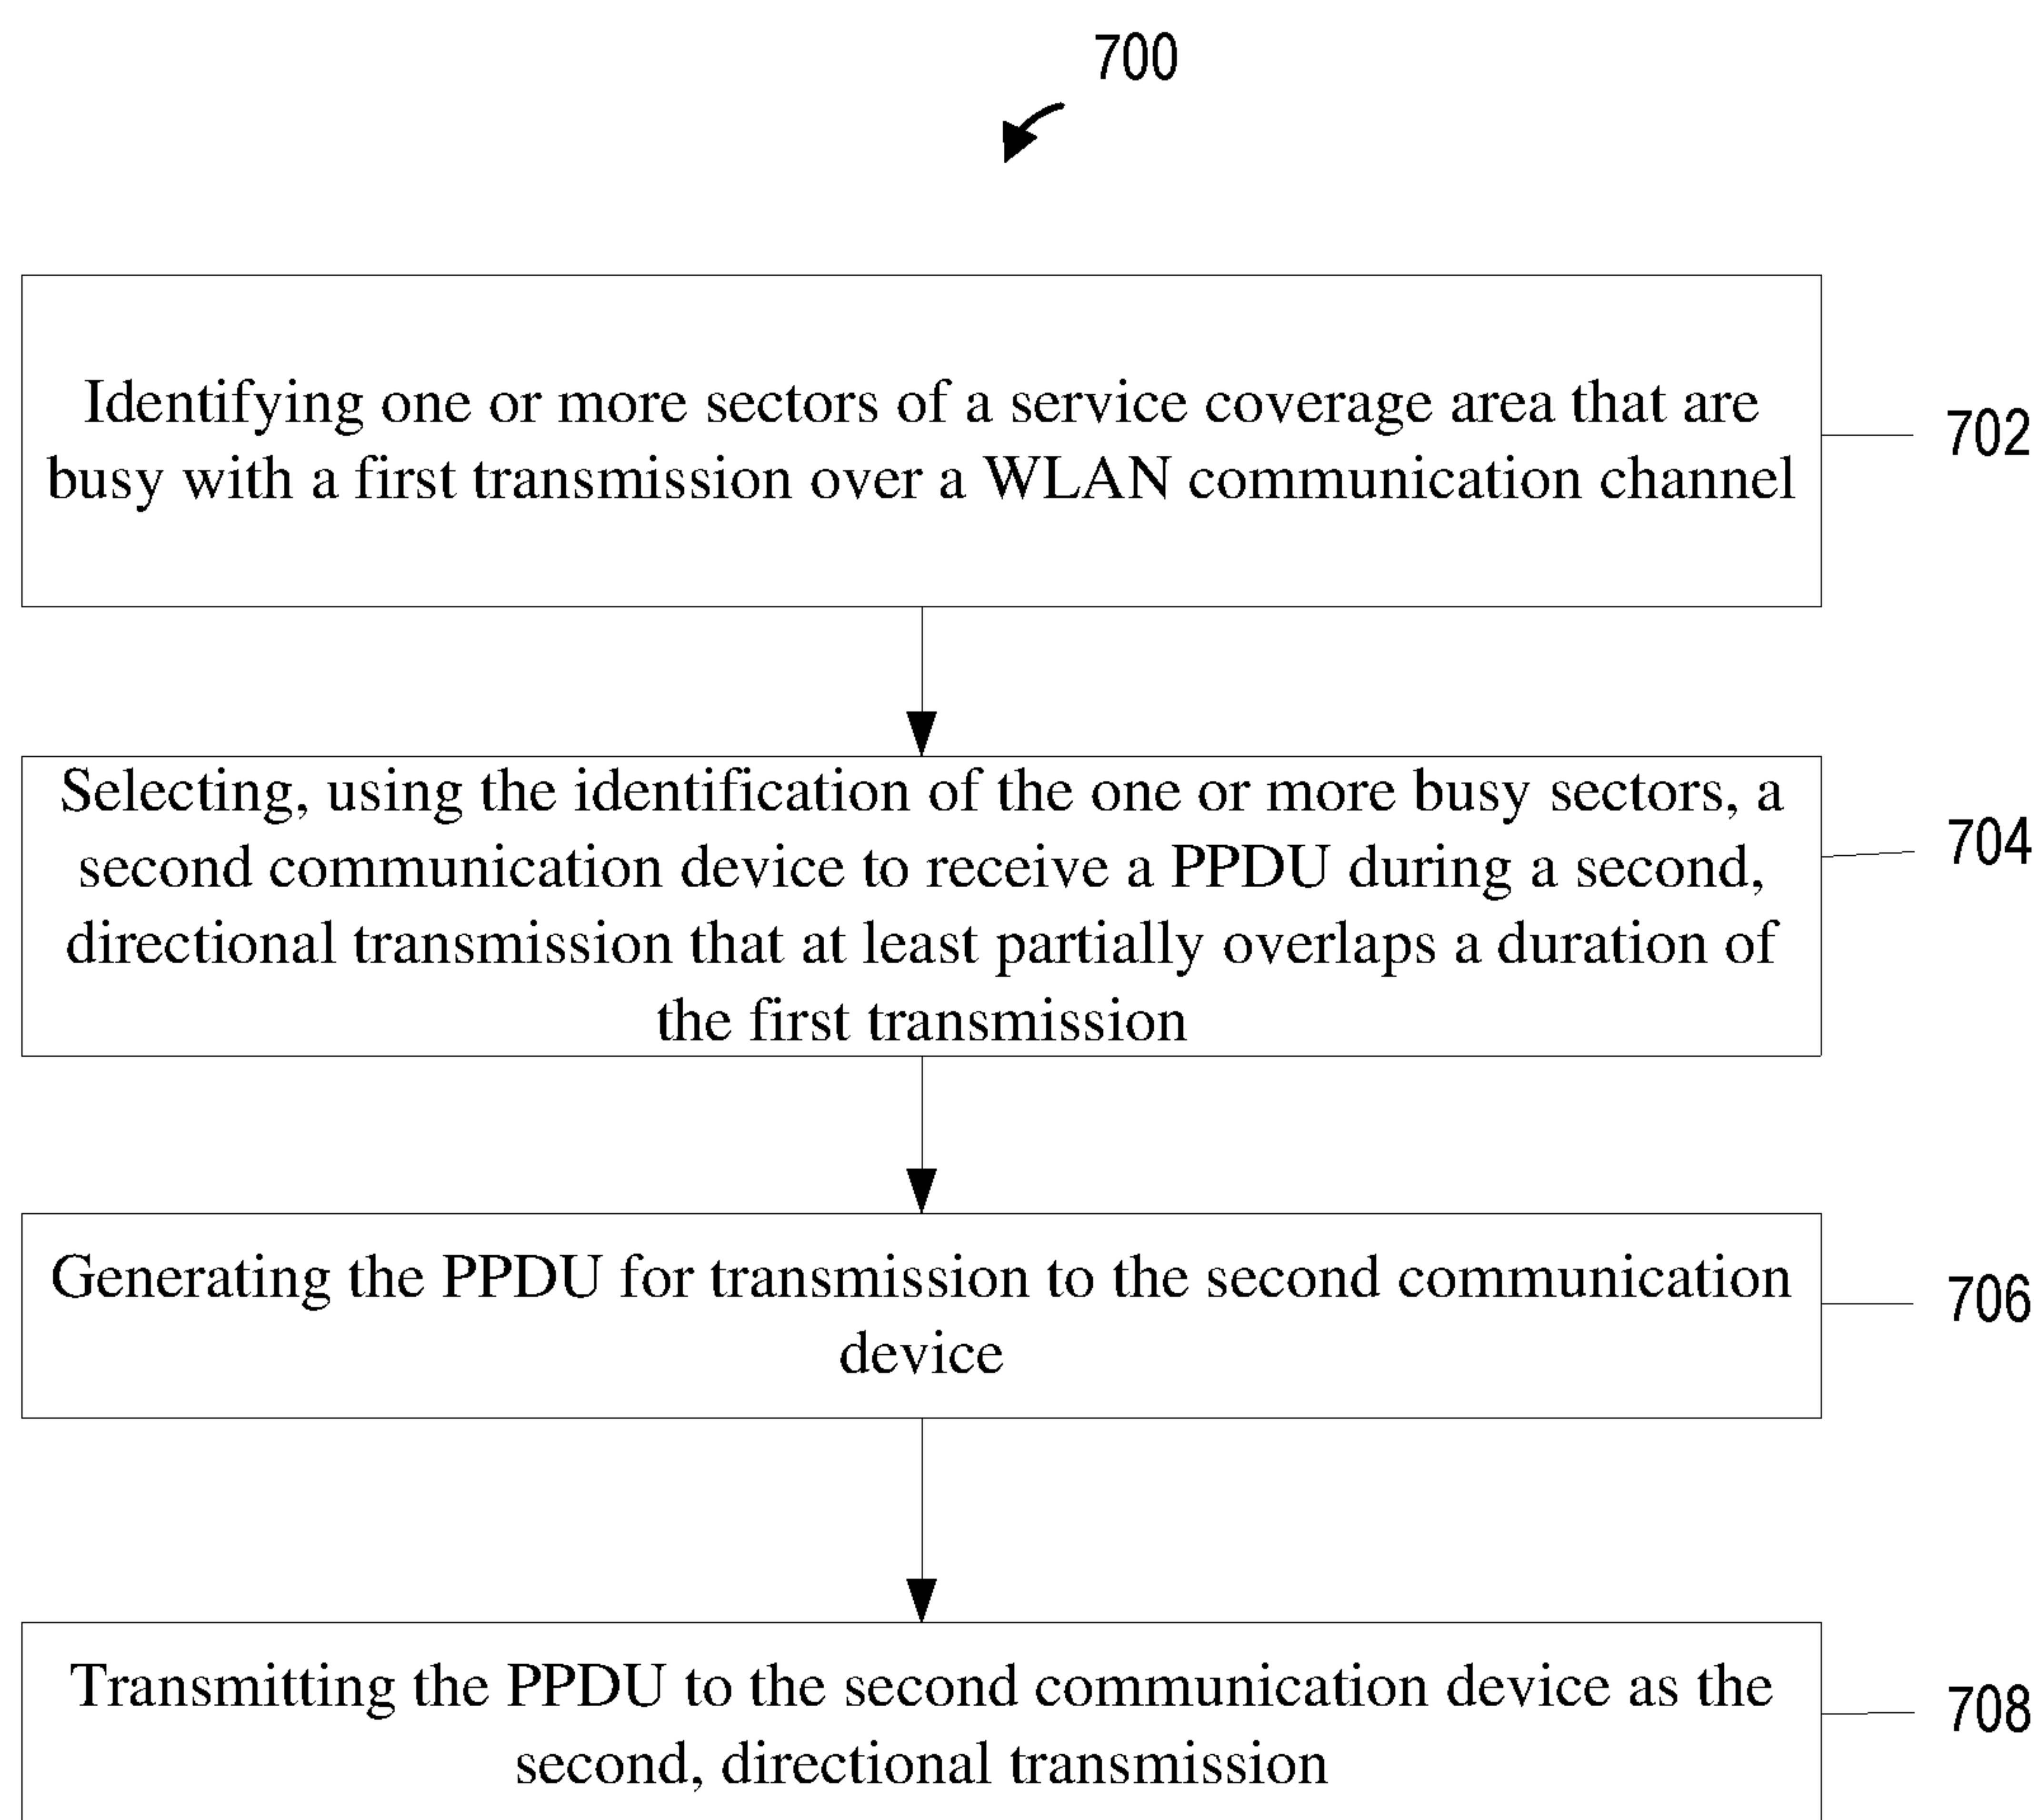 700
Identifying one or more sectors of a service coverage area that are
busy with a first transmission over a WLAN communication channel
702
Selecting, using the identification of the one or more busy sectors, a
second communication device to receive a PPDU during a second,
directional transmission that at least partially overlaps a duration of
the first transmission
704
Generating the PPDU for transmission to the second communication
device
706
Transmitting the PPDU to the second communication device as the
second, directional transmission
708